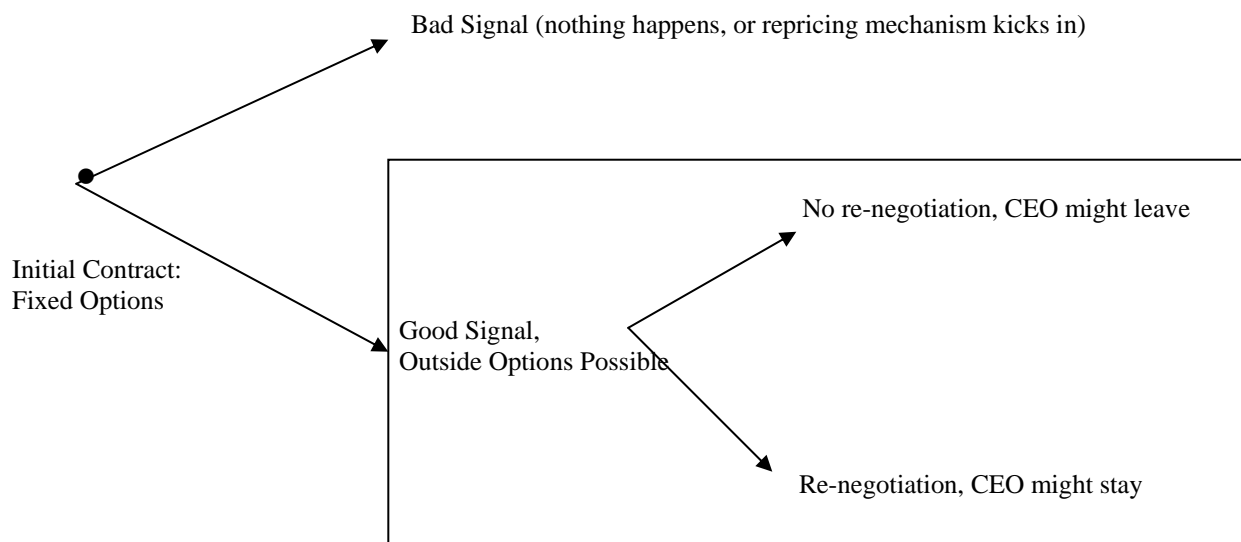 Bad Signal (nothing happens, or repricing mechanism kicks in)
No re-negotiation, CEO might leave
Initial Contract:
Fixed Options
Good Signal,
Outside Options Possible
Re-negotiation, CEO might stay